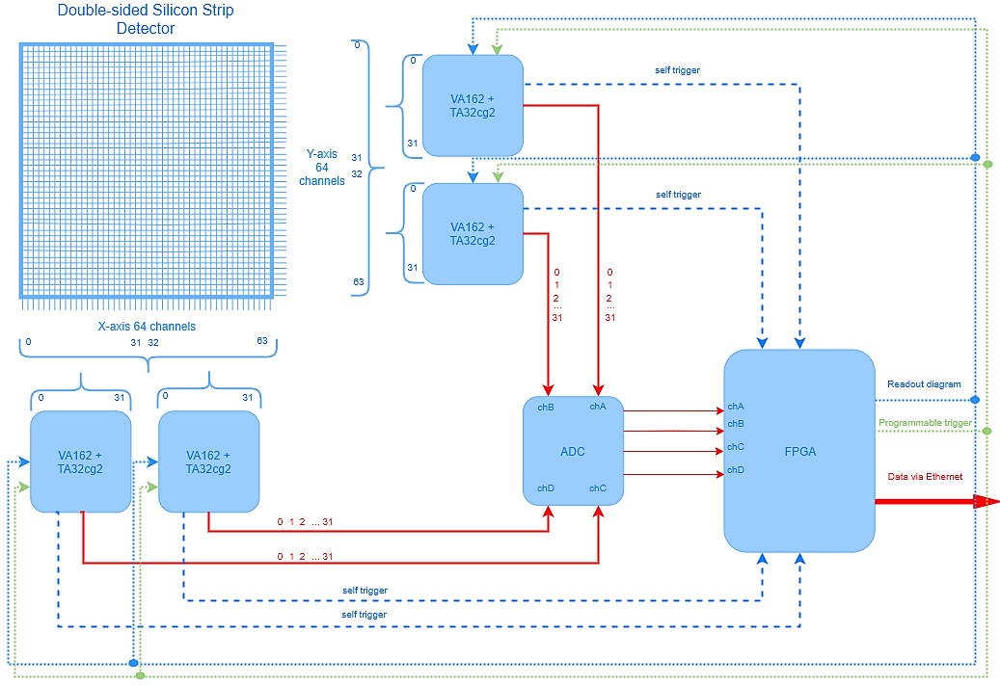 Double-sided Silicon Strip
Detector
0
0
VA162 +
TA32cg2
31
self trigger
Y-axis
64
channels
31
32
63
0
VA162 +
TA32cg2
31
self trigger
0
1
2
...
31
0
1
2
...
31
X-axis 64 channels
0
31 32
63
0
31
VA162 +
TA32cg2
0
31
VA162 +
TA32cg2
chB
chA
ADC
chD
chC
chA
chB
chC
chD
FPGA
Readout diagram
Programmable trigger
Data via Ethernet
0 1 2 ...31
0 1 2 ...31
self trigger
self trigger